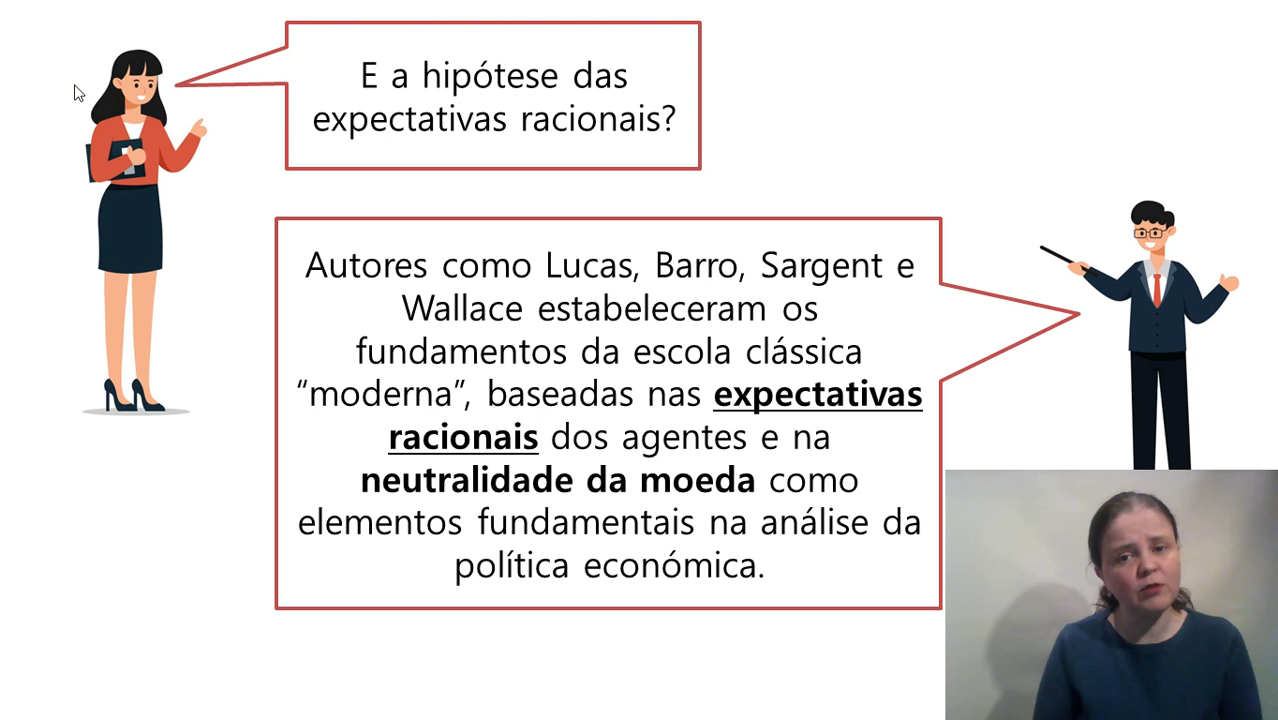 E a hipótese das
expectativas racionais?
Autores como Lucas, Barro, Sargent e
Wallace estabeleceram os
fundamentos da escola clássica
“moderna”, baseadas nas expectativas
racionais dos agentes e na
neutralidade da moeda como
elementos fundamentais na análise da
política económica.